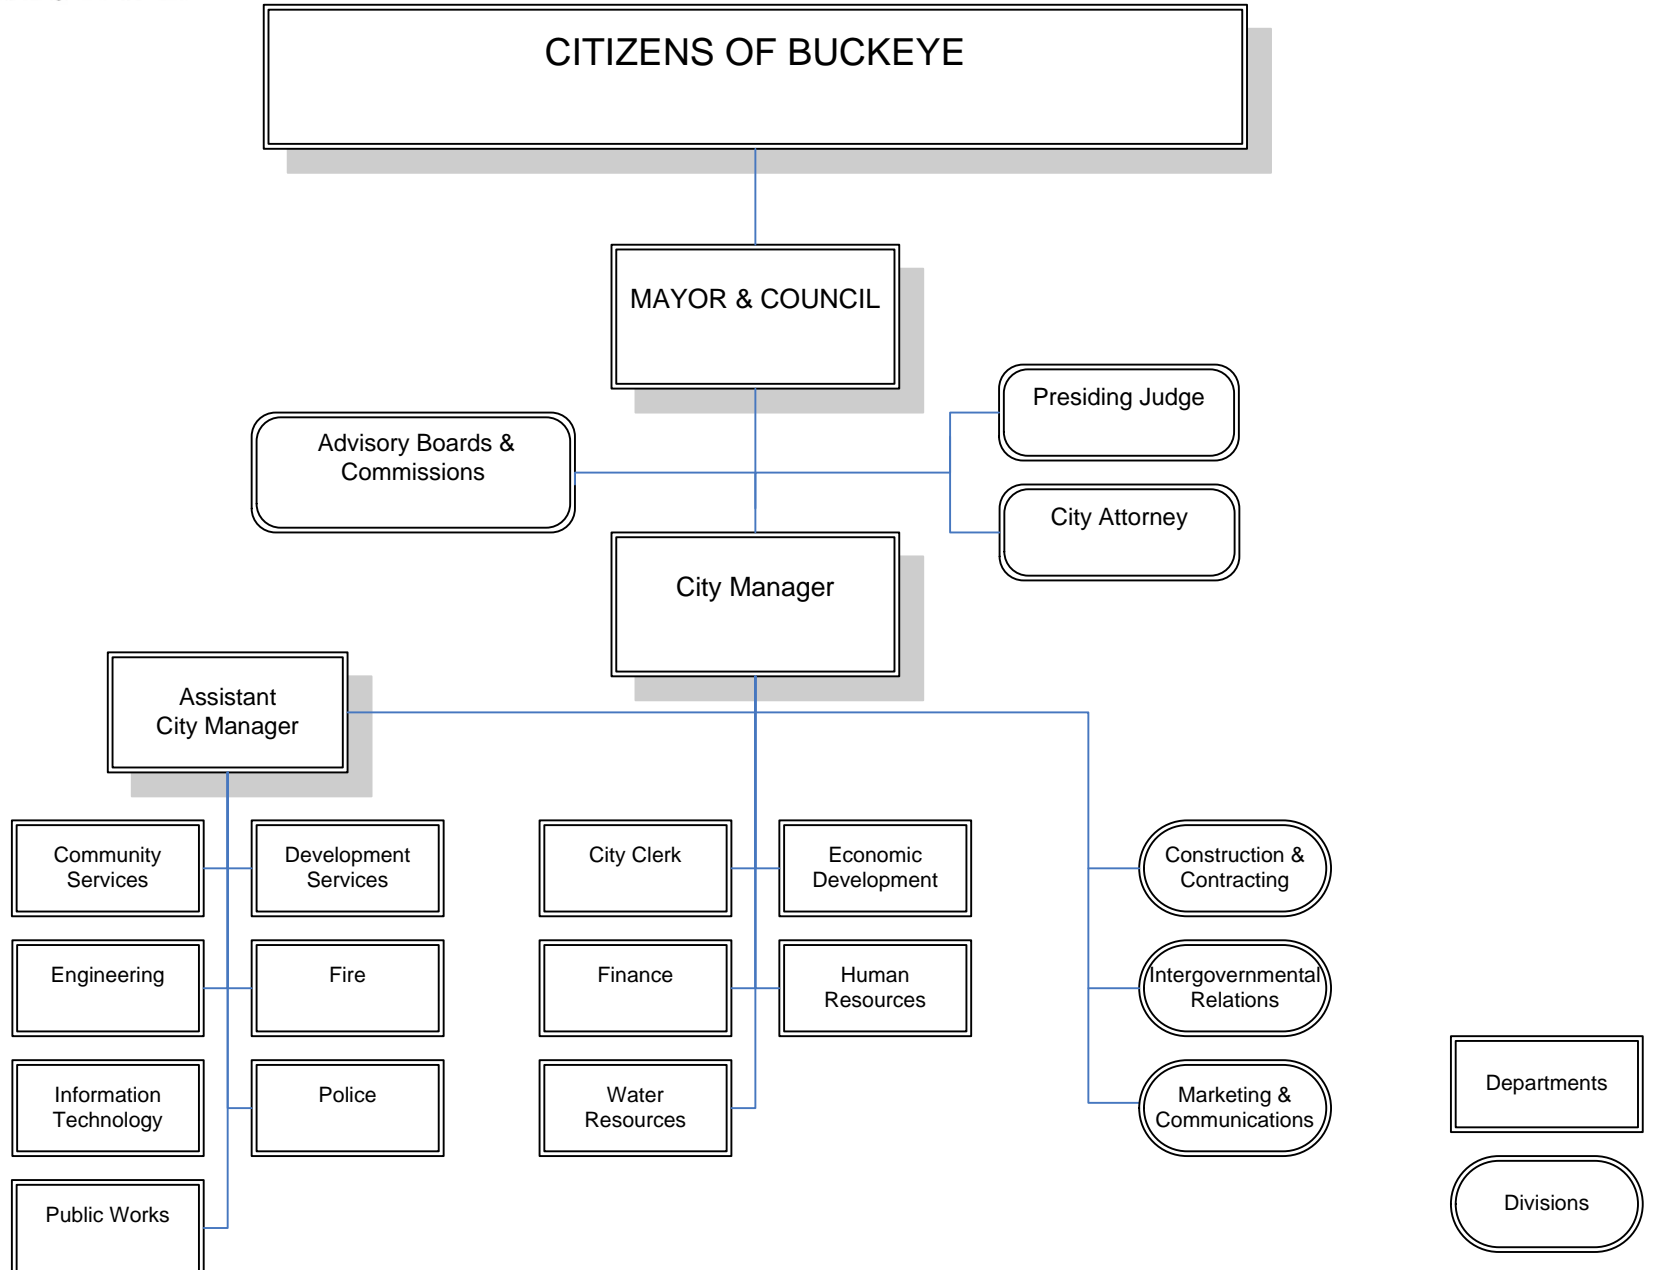 CITIZENS OF BUCKEYE
MAYOR & COUNCIL
Presiding Judge
Advisory Boards &
Commissions
City Attorney
City Manager
Assistant
City Manager
Community
Services
Development
Services
City Clerk
Economic
Development
Construction &
Contracting
Engineering
Fire
Finance
Human
Resources
Intergovernmental
Relations
Information
Technology
Police
Water
Resources
Marketing &
Communications
Departments
Public Works
Divisions